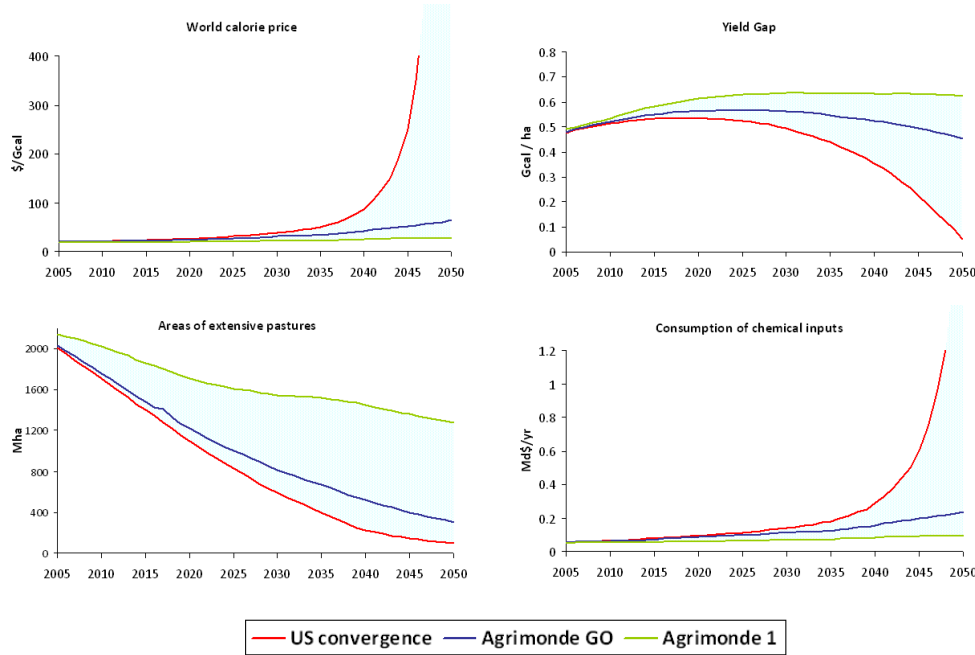 World calorie price
$/Gcal
400
300
200
100
0
2005 2010 2015 2020 2025 2030 2035 2040 2045 2050
Yield Gap
Gcal / ha
0.8
0.7
0.6
0.5
0.4
0.3
0.2
0.1
0
2005 2010 2015 2020 2025 2030 2035 2040 2045 2050
Areas of extensive pastures
Mha
2000
1600
1200
800
400
0
2005 2010 2015 2020 2025 2030 2035 2040 2045 2050
Consumption of chemical inputs
Md$/yr
1.2
1
0.8
0.6
0.4
0.2
0
2005 2010 2015 2020 2025 2030 2035 2040 2045 2050
US convergence Agrimonde GO Agrimonde 1